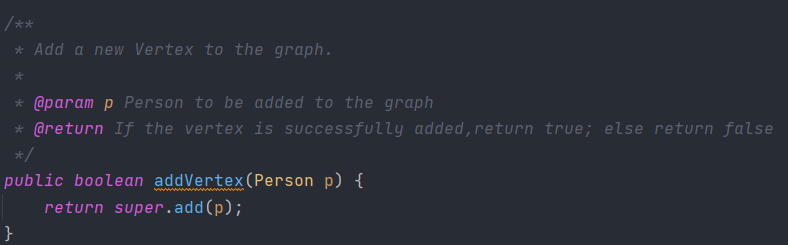 /**
 * Add a new Vertex to the graph.
 *
 * @param p Person to be added to the graph
 * @return If the vertex is successfully added,return true; else return false
 */
public boolean addVertex(Person p) {
    return super.add(p);
}